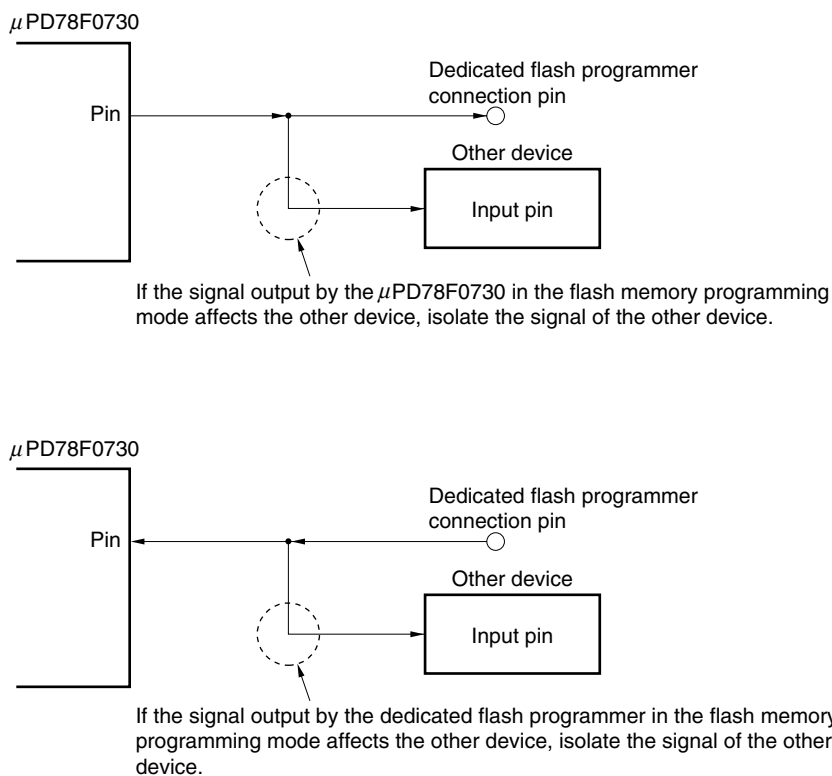 μPD78F0730
Dedicated flash programmer
connection pin
Pin
Other device
Input pin
If the signal output by the μPD78F0730 in the flash memory programming
mode affects the other device, isolate the signal of the other device.
μPD78F0730
Dedicated flash programmer
connection pin
Pin
Other device
Input pin
If the signal output by the dedicated flash programmer in the flash memory
programming mode affects the other device, isolate the signal of the other
device.